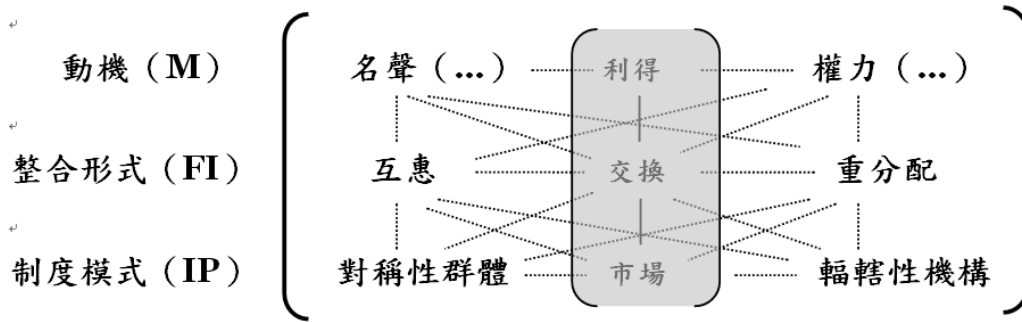 動機（M） 名聲（...） 利得 權力（...）
整合形式（FI） 互惠 交換 重分配
制度模式（IP） 對稱性群體 市場 輻轄性機構